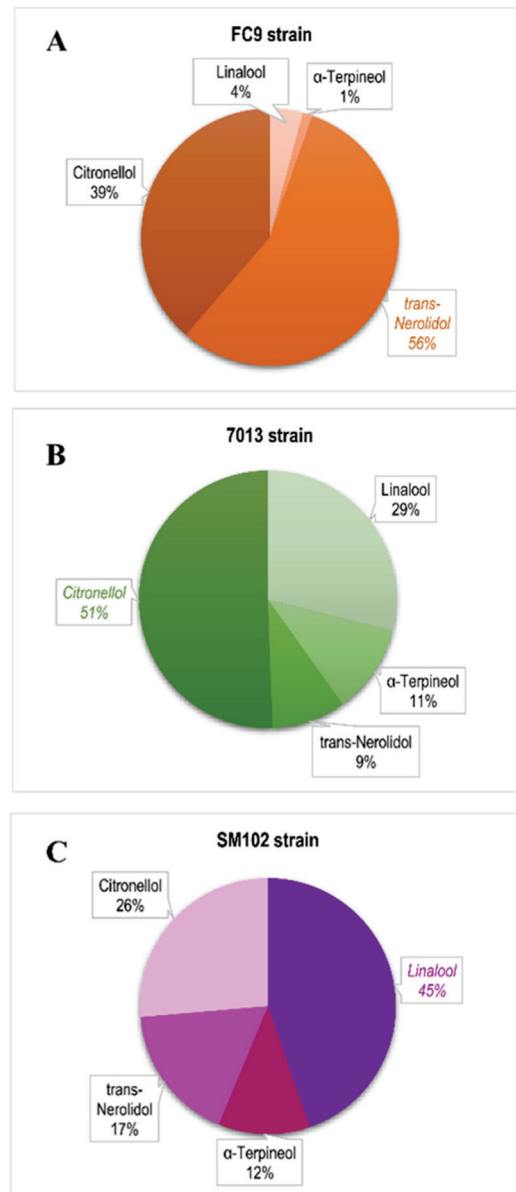 A
FC9 strain
Linalool
4%
α-Terpineol
1%
Citronellol
39%
trans-
Nerolidol
56%
B
7013 strain
Linalool
29%
Citronellol
51%
α-Terpineol
11%
trans-Nerolidol
9%
C
SM102 strain
Citronellol
26%
Linalool
45%
trans-
Nerolidol
17%
α-Terpineol
12%